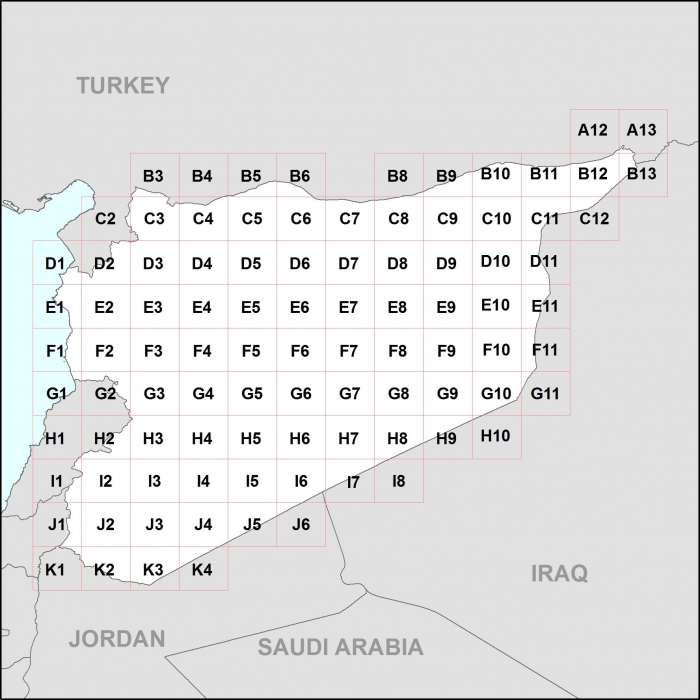 TURKEY
A12 A13
B3 B4 B5 B6 B8 B9 B10 B11 B12 B13
C2 C3 C4 C5 C6 C7 C8 C9 C10 C11 C12
D1 D2 D3 D4 D5 D6 D7 D8 D9 D10 D11
E1 E2 E3 E4 E5 E6 E7 E8 E9 E10 E11
F1 F2 F3 F4 F5 F6 F7 F8 F9 F10 F11
G1 G2 G3 G4 G5 G6 G7 G8 G9 G10 G11
H1 H2 H3 H4 H5 H6 H7 H8 H9 H10
I1 I2 I3 I4 I5 I6 I7 I8
J1 J2 J3 J4 J5 J6
K1 K2 K3 K4
IRAQ
JORDAN
SAUDI ARABIA